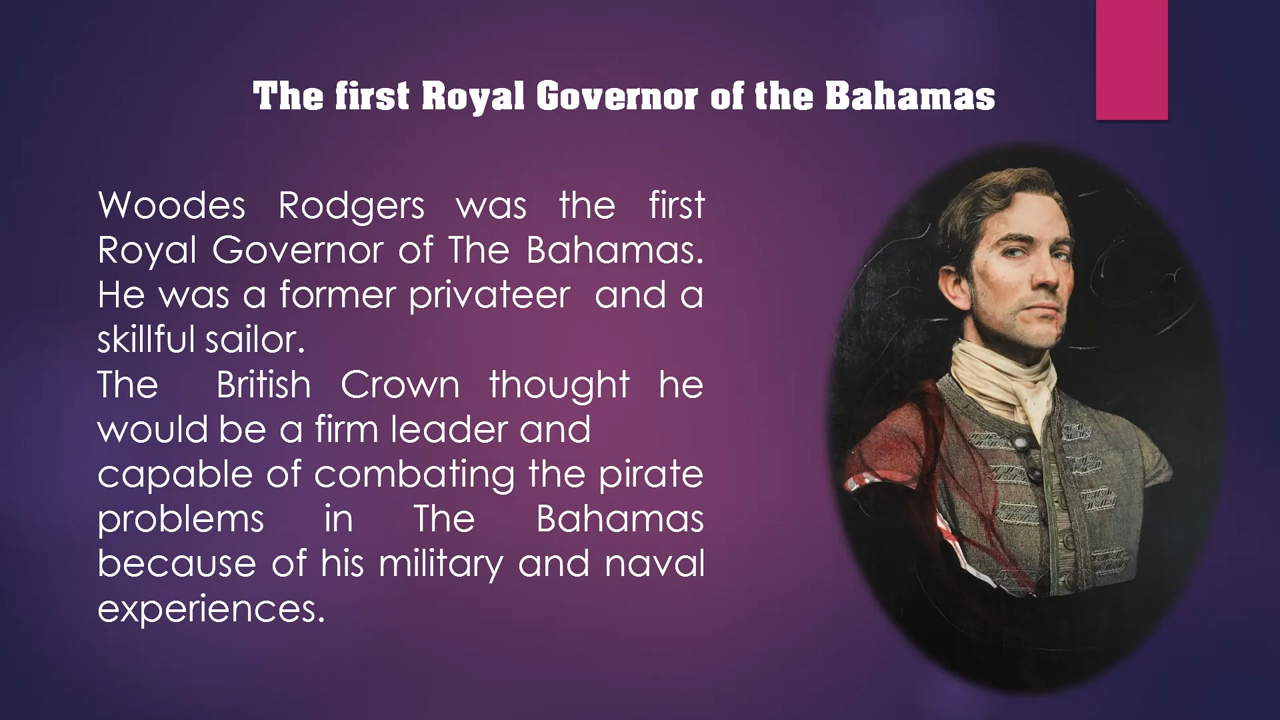 The first Royal Governor of the Bahamas
Woodes Rodgers was the first
Royal Governor of The Bahamas.
He was a former privateer and a
skillful sailor.
The British Crown thought he
would be a firm leader and
capable of combating the pirate
problems in The Bahamas
because of his military and naval
experiences.